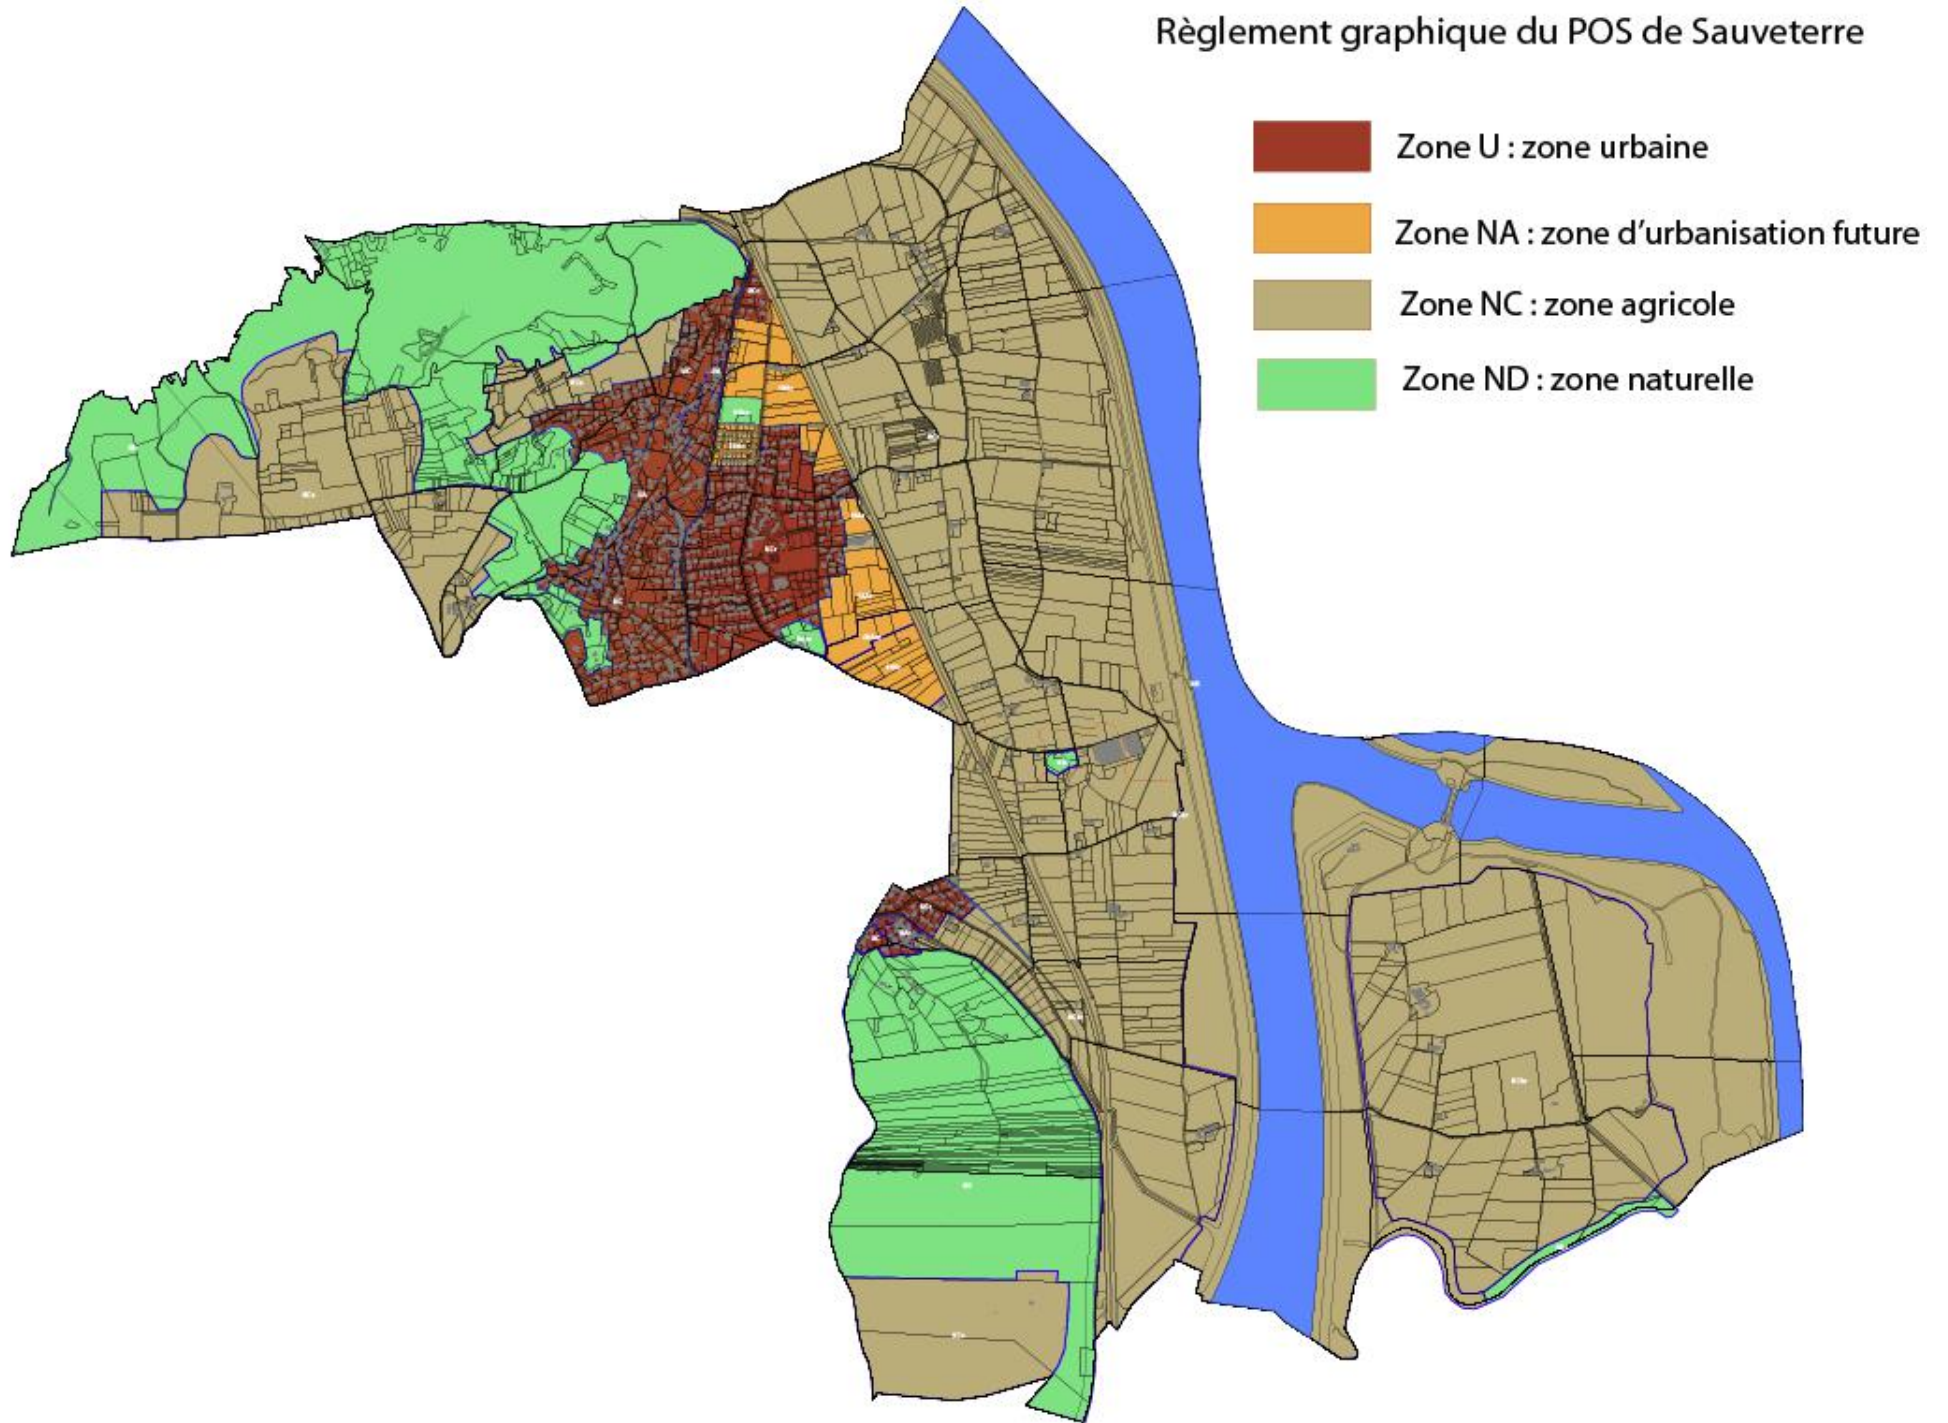 Règlement graphique du POS de Sauveterre
Zone U : zone urbaine
Zone NA : zone d'urbanisation future
Zone NC : zone agricole
Zone ND : zone naturelle